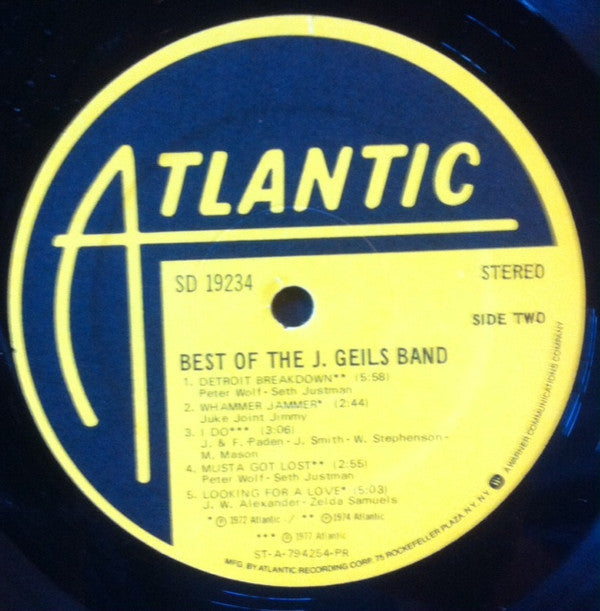 ATLANTIC
SD 19234
STEREO
SIDE TWO
BEST OF THE J. GEILS BAND
1. DETROIT BREAKDOWN** (5:58)
Peter Wolf-Seth Justman
2. WHAMMER JAMMER* (2:44)
Juke Joint Jimmy
3. I DO*** (3:06)
J. & F. Paden-J. Smith-W. Stephenson-
M. Mason
4. MUSTA GOT LOST** (2:55)
Peter Wolf-Seth Justman
5. LOOKING FOR A LOVE* (5:03)
J. W. Alexander-Zelda Samuels
* Ⓟ 1972 Atlantic / ** Ⓟ 1974 Atlantic
*** Ⓟ 1977 Atlantic
ST-A-794254-PR
MFG. BY ATLANTIC RECORDING CORP. 75 ROCKEFELLER PLAZA, N.Y., N.Y. A WARNER COMMUNICATIONS COMPANY